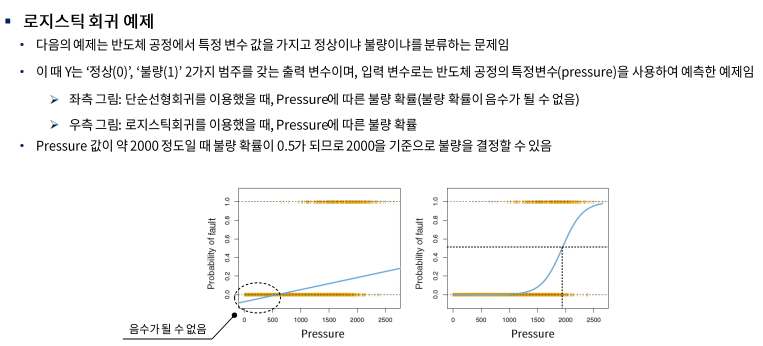 ▪ 로지스틱 회귀 예제
• 다음의 예제는 반도체 공정에서 특정 변수 값을 가지고 정상이냐 불량이냐를 분류하는 문제임
• 이 때 Y는 ‘정상(0)’, ‘불량(1)’ 2가지 범주를 갖는 출력 변수이며, 입력 변수로는 반도체 공정의 특정변수(pressure)을 사용하여 예측한 예제임
➢ 좌측 그림: 단순선형회귀를 이용했을 때, Pressure에 따른 불량 확률(불량 확률이 음수가 될 수 없음)
➢ 우측 그림: 로지스틱회귀를 이용했을 때, Pressure에 따른 불량 확률
• Pressure 값이 약 2000 정도일 때 불량 확률이 0.5가 되므로 2000을 기준으로 불량을 결정할 수 있음
Probability of fault
1.0
0.8
0.6
0.4
0.2
0.0
0 500 1000 1500 2000 2500
Pressure
음수가 될 수 없음
Probability of fault
1.0
0.8
0.6
0.4
0.2
0.0
0 500 1000 1500 2000 2500
Pressure